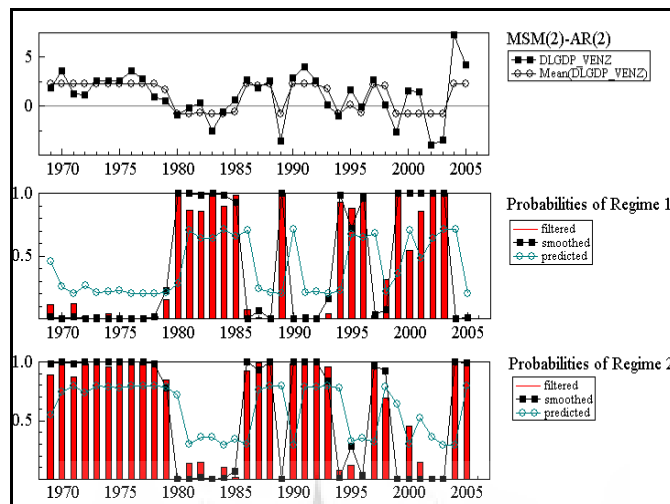 MSM(2)-AR(2)
DLGDP_VENZ
Mean(DLGDP_VENZ)
5
0
1970 1975 1980 1985 1990 1995 2000 2005
1.0
Probabilities of Regime 1
filtered
smoothed
predicted
0.5
1970 1975 1980 1985 1990 1995 2000 2005
1.0
Probabilities of Regime 2
filtered
smoothed
predicted
0.5
1970 1975 1980 1985 1990 1995 2000 2005